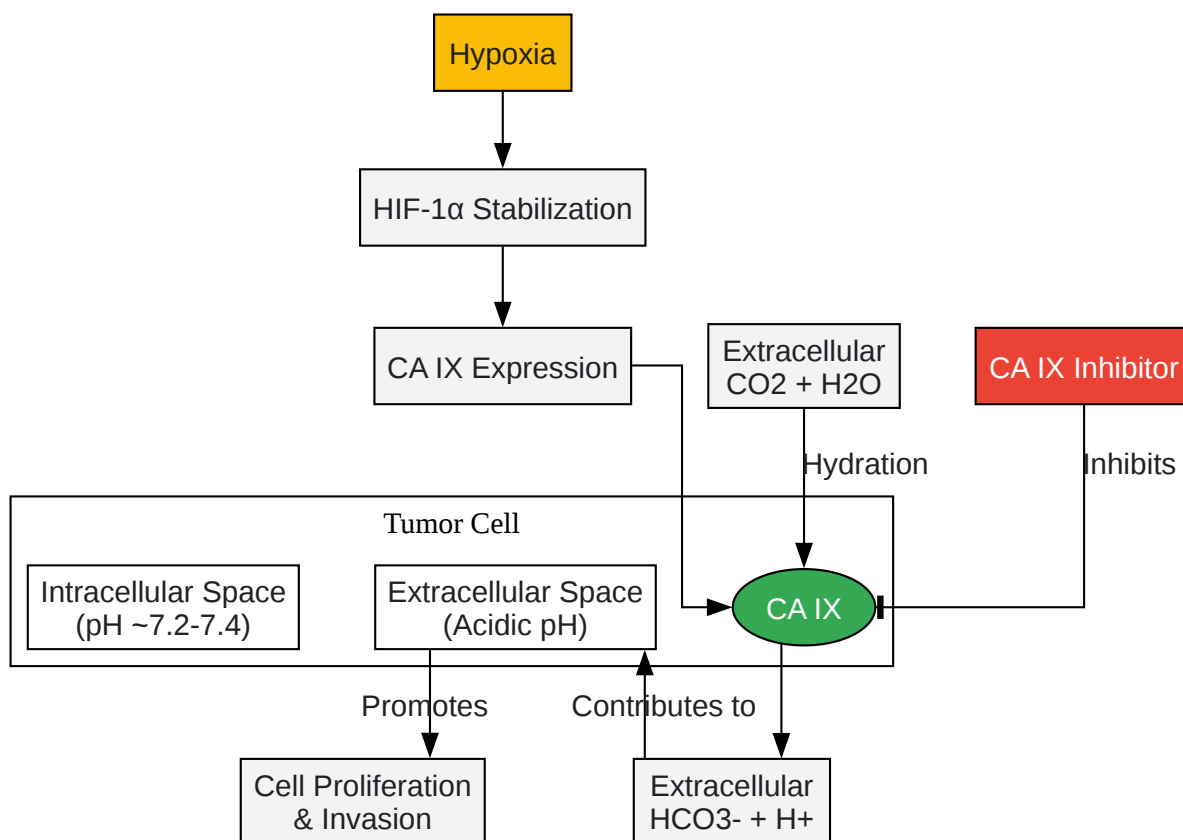 Hypoxia
HIF-1α Stabilization
CA IX Expression
Extracellular
CO2 + H2O
CA IX Inhibitor
Hydration
Inhibits
Tumor Cell
Intracellular Space
(pH ~7.2-7.4)
Extracellular Space
(Acidic pH)
CA IX
Promotes
Contributes to
Cell Proliferation
& Invasion
Extracellular
HCO3- + H+